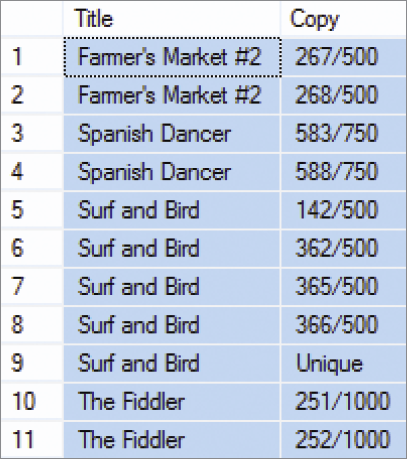 Title Copy
1 Farmer's Market #2 267/500
2 Farmer's Market #2 268/500
3 Spanish Dancer 583/750
4 Spanish Dancer 588/750
5 Surf and Bird 142/500
6 Surf and Bird 362/500
7 Surf and Bird 365/500
8 Surf and Bird 366/500
9 Surf and Bird Unique
10 The Fiddler 251/1000
11 The Fiddler 252/1000